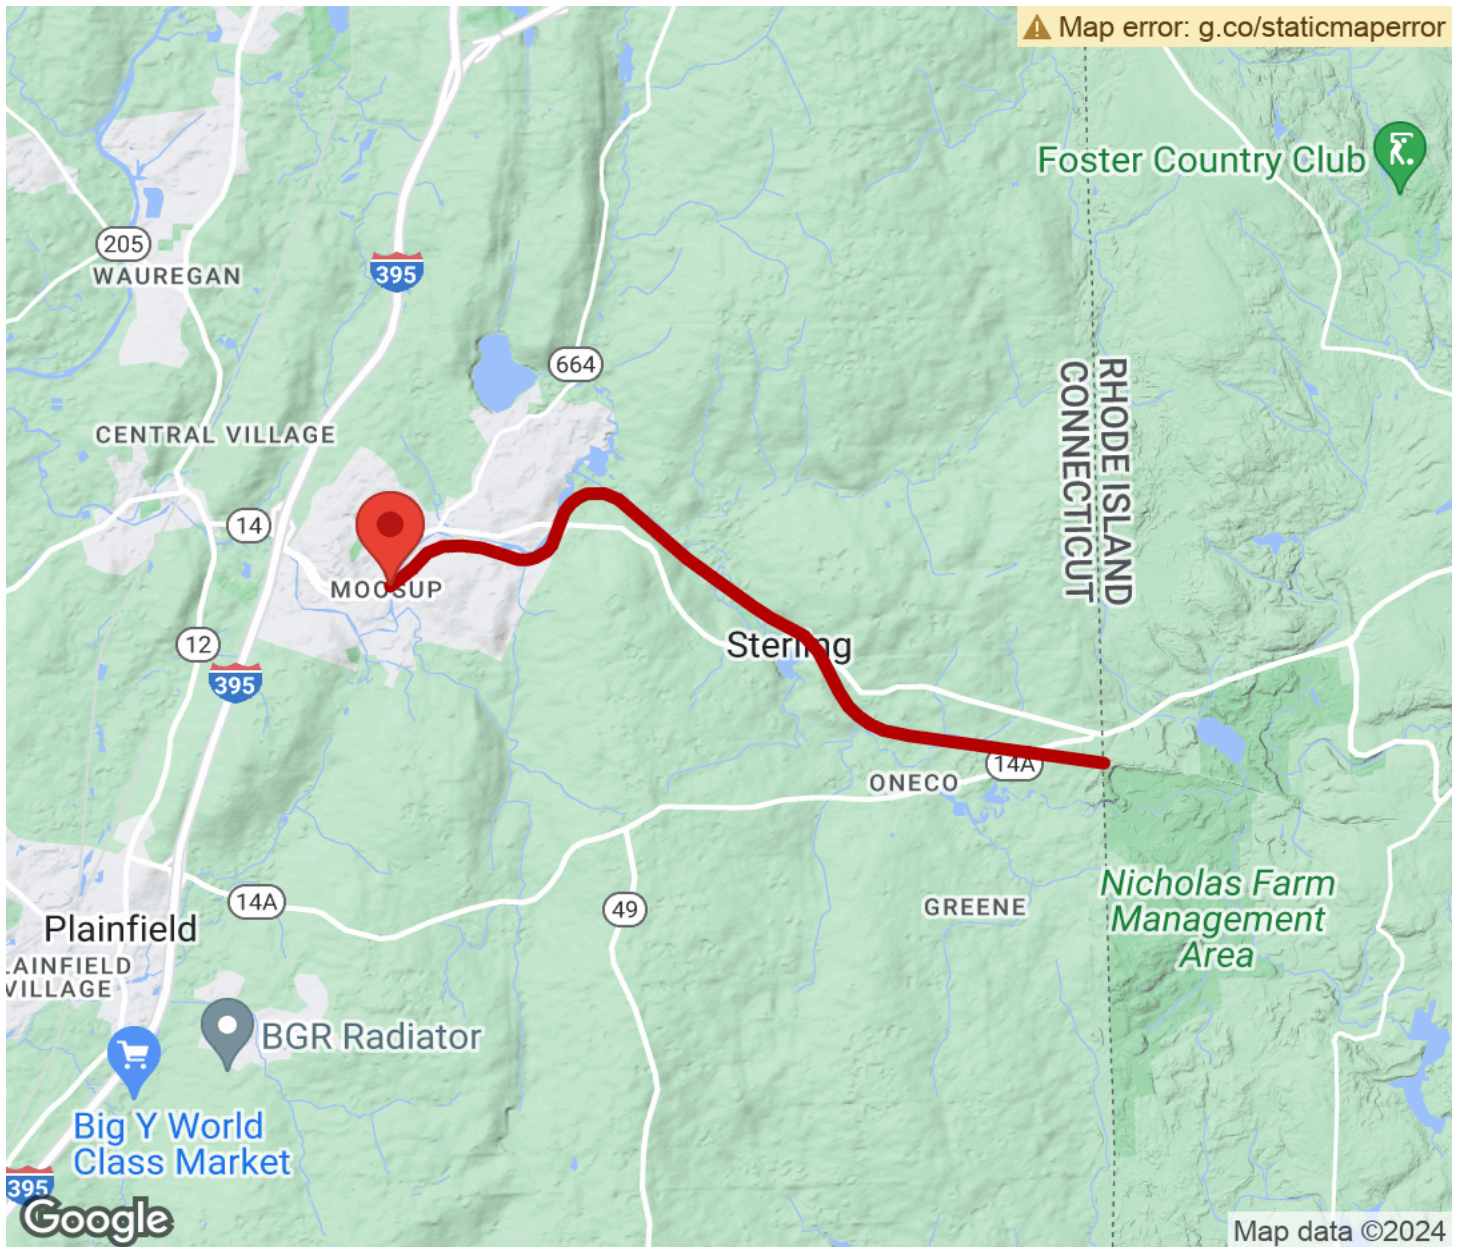 Map error: g.co/staticmaperror
Foster Country Club
205
WAUREGAN
395
664
RHODE ISLAND
CONNECTICUT
CENTRAL VILLAGE
14
MOOSUP
12
Sterling
395
14A
ONECO
Nicholas Farm
Management
Area
14A
49
GREENE
Plainfield
LAINFIELD
VILLAGE
BGR Radiator
Big Y World
Class Market
395
Google
Map data ©2024